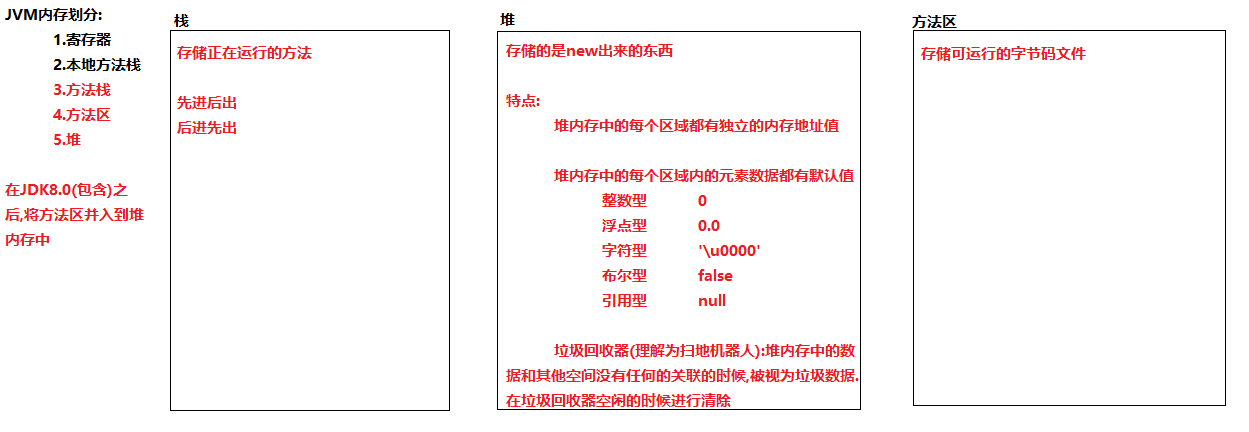 JVM内存划分:
1.寄存器
2.本地方法栈
3.方法栈
4.方法区
5.堆
在JDK8.0(包含)之
后,将方法区并入到堆
内存中
栈
存储正在运行的方法
先进后出
后进先出
堆
存储的是new出来的东西
特点:
堆内存中的每个区域都有独立的内存地址值
堆内存中的每个区域内的元素数据都有默认值
整数型 0
浮点型 0.0
字符型 '\u0000'
布尔型 false
引用型 null
垃圾回收器(理解为扫地机器人):堆内存中的数
据和其他空间没有任何的关联的时候,被视为垃圾数据.
在垃圾回收器空闲的时候进行清除
方法区
存储可运行的字节码文件